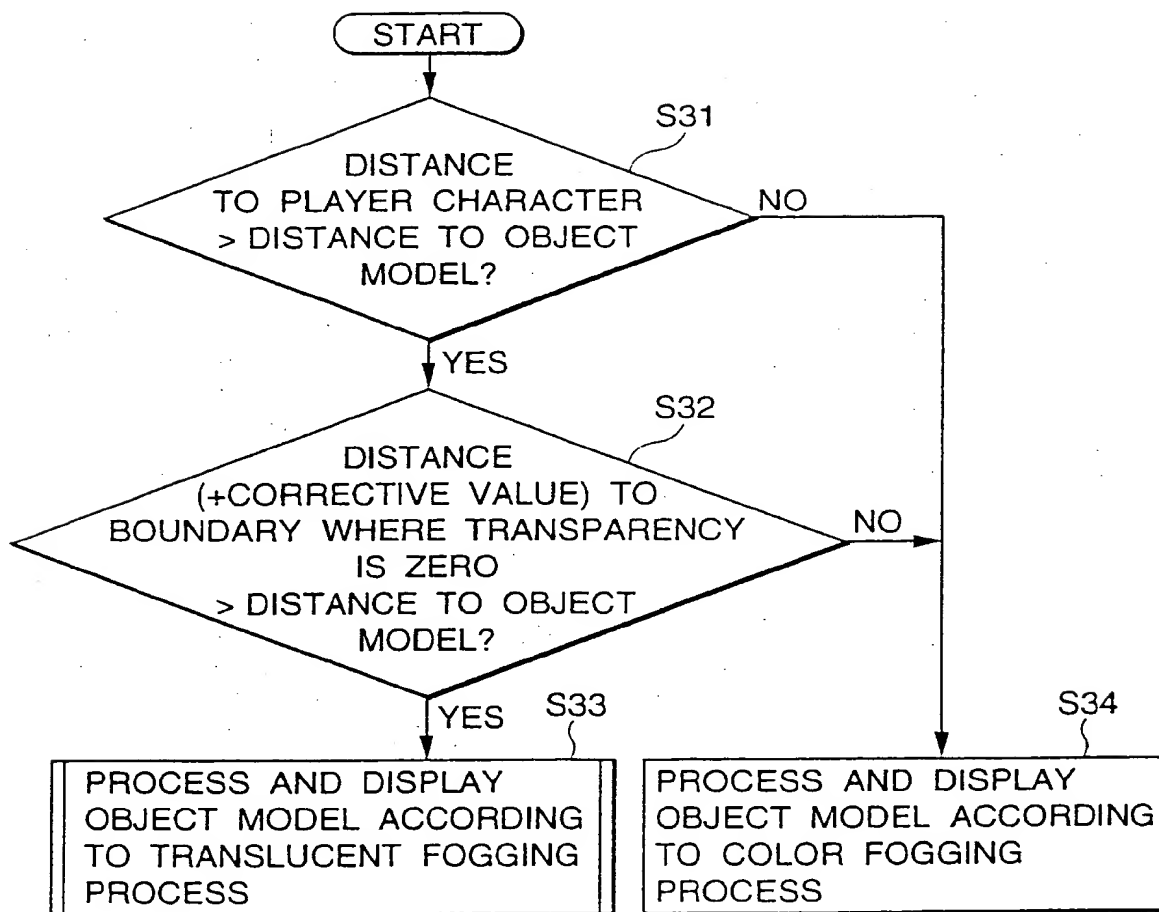 START
S31
DISTANCE
TO PLAYER CHARACTER
> DISTANCE TO OBJECT
MODEL?
NO
YES
S32
DISTANCE
(+CORRECTIVE VALUE) TO
BOUNDARY WHERE TRANSPARENCY
IS ZERO
> DISTANCE TO OBJECT
MODEL?
NO
YES
S33
PROCESS AND DISPLAY
OBJECT MODEL ACCORDING
TO TRANSLUCENT FOGGING
PROCESS
S34
PROCESS AND DISPLAY
OBJECT MODEL ACCORDING
TO COLOR FOGGING
PROCESS